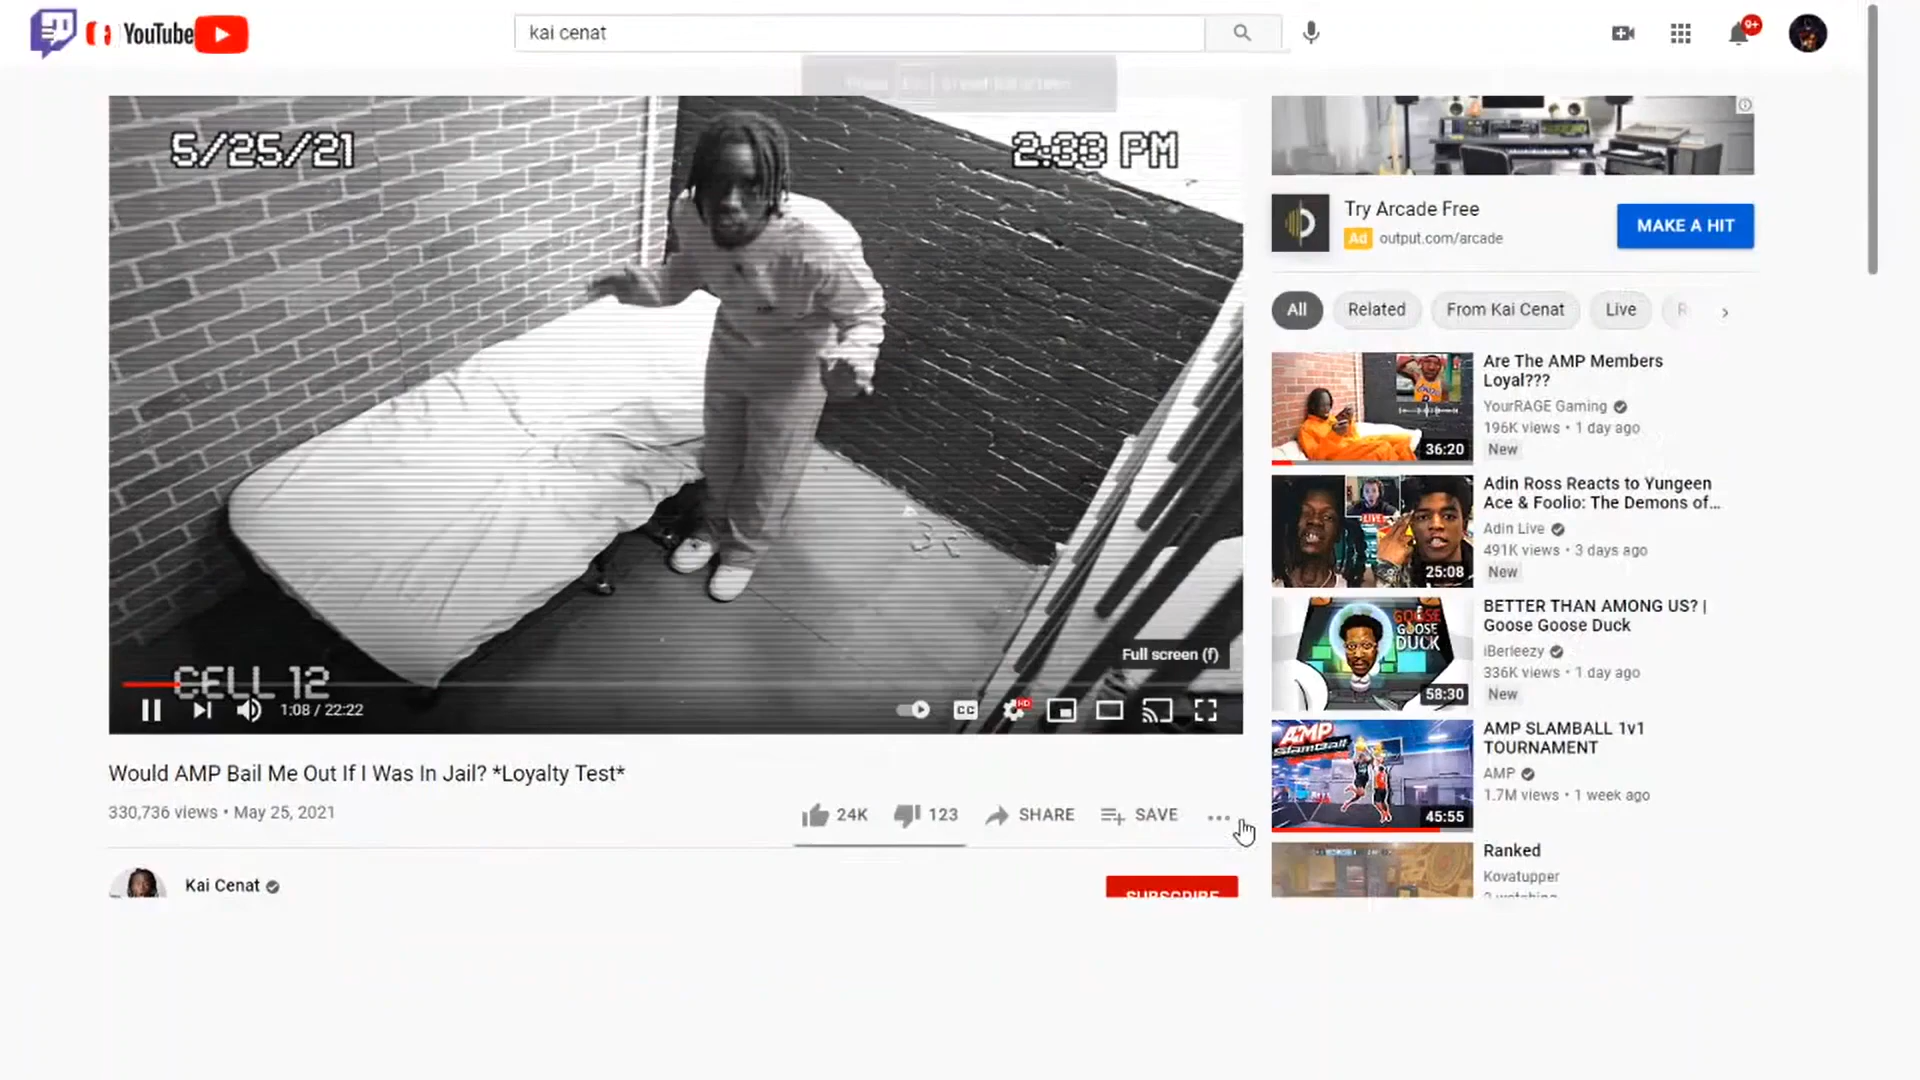 YouTube
kai cenat
9+
5/25/21
2:33 PM
CELL 12
Full screen (f)
1:08 / 22:22
CC
HD
Would AMP Bail Me Out If I Was In Jail? *Loyalty Test*
330,736 views • May 25, 2021
24K
123
SHARE
SAVE
Kai Cenat
SUBSCRIBE
Try Arcade Free
Ad output.com/arcade
MAKE A HIT
All
Related
From Kai Cenat
Live
36:20
Are The AMP Members
Loyal???
YourRAGE Gaming
196K views • 1 day ago
New
LIVE
25:08
Adin Ross Reacts to Yungeen
Ace & Foolio: The Demons of...
Adin Live
491K views • 3 days ago
New
GOOSE
GOOSE
DUCK
58:30
BETTER THAN AMONG US? |
Goose Goose Duck
iBerleezy
336K views • 1 day ago
New
AMP
SlamBall
45:55
AMP SLAMBALL 1v1
TOURNAMENT
AMP
1.7M views • 1 week ago
Ranked
Kovatupper